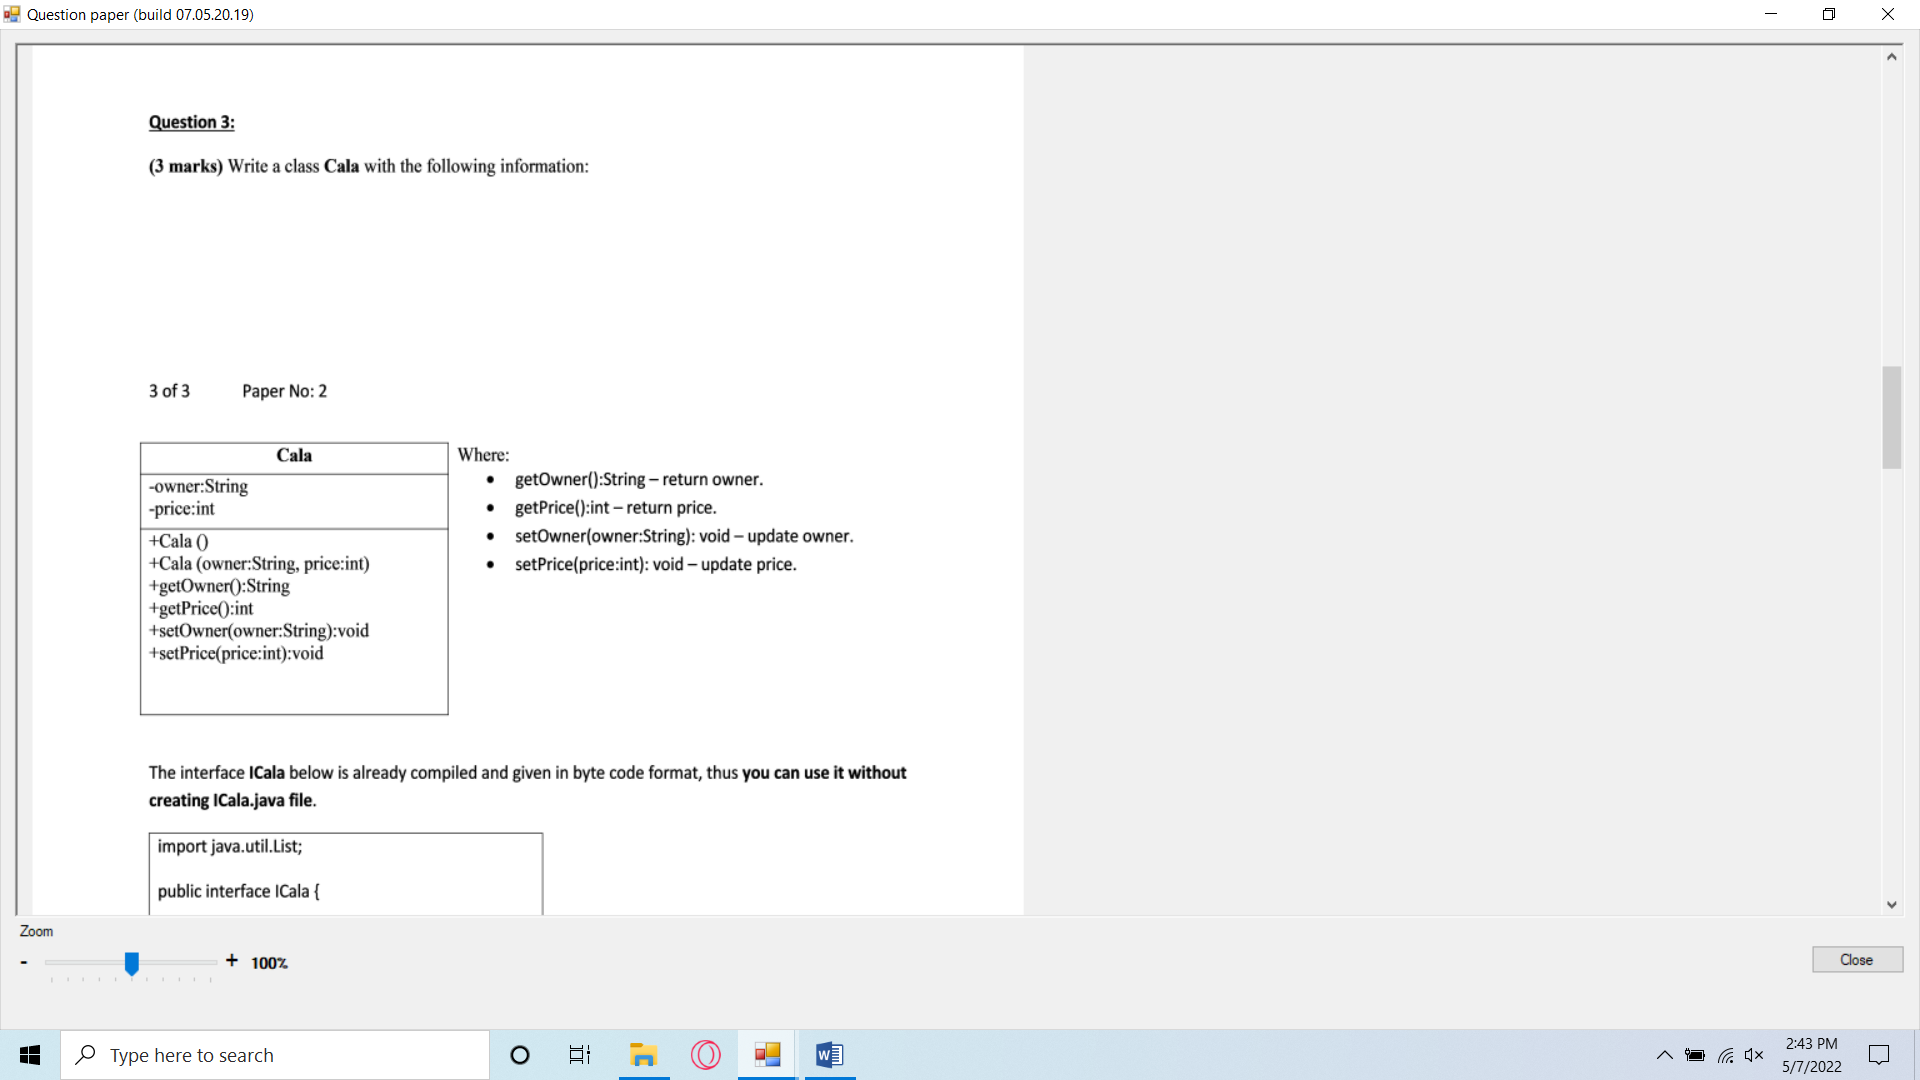 Question paper (build 07.05.20.19)
Question 3:
(3 marks) Write a class Cala with the following information:
3 of 3 Paper No: 2
Cala
-owner:String
-price:int
+Cala ()
+Cala (owner:String, price:int)
+getOwner():String
+getPrice():int
+setOwner(owner:String):void
+setPrice(price:int):void
Where:
• getOwner():String – return owner.
• getPrice():int – return price.
• setOwner(owner:String): void – update owner.
• setPrice(price:int): void – update price.
The interface ICala below is already compiled and given in byte code format, thus you can use it without
creating ICala.java file.
import java.util.List;
public interface ICala {
Zoom
- + 100%
Close
Type here to search
2:43 PM
5/7/2022